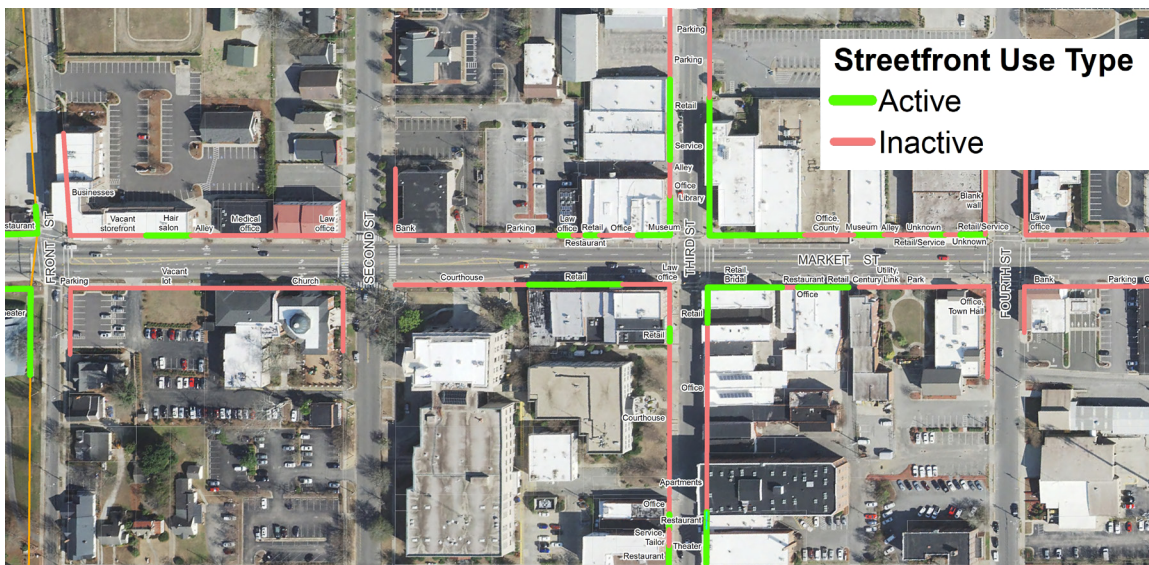 Streetfront Use Type
Active
Inactive
Parking
Parking
Retail
Service
Alley
Office
Library
Businesses
Vacant
storefront
Hair
salon
Alley
Medical
office
Law
office
Bank
Parking
Law
office
Retail
Office
Restaurant
Museum
Office,
County
Museum
Alley
Unknown
Retail/Service
Blank
wall
Retail/Service
Unknown
Law
office
FRONT ST
SECOND ST
THIRD ST
FOURTH ST
MARKET ST
Parking
Vacant
lot
Church
Courthouse
Retail
Law
office
Retail,
Bridal
Restaurant
Retail
Office
Utility,
Century Link
Park
Office,
Town Hall
Bank
Parking
Retail
Retail
Office
Courthouse
Apartments
Office
Restaurant
Service,
Tailor
Restaurant
Theater